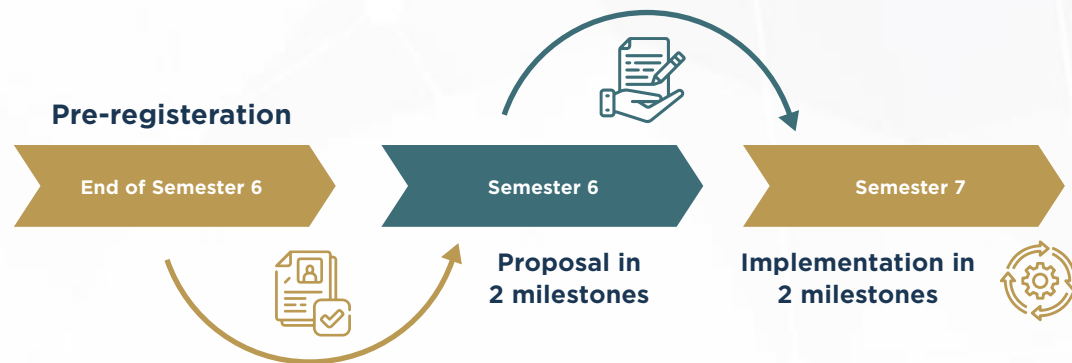 Pre-registeration
End of Semester 6
Semester 6
Semester 7
Proposal in
2 milestones
Implementation in
2 milestones